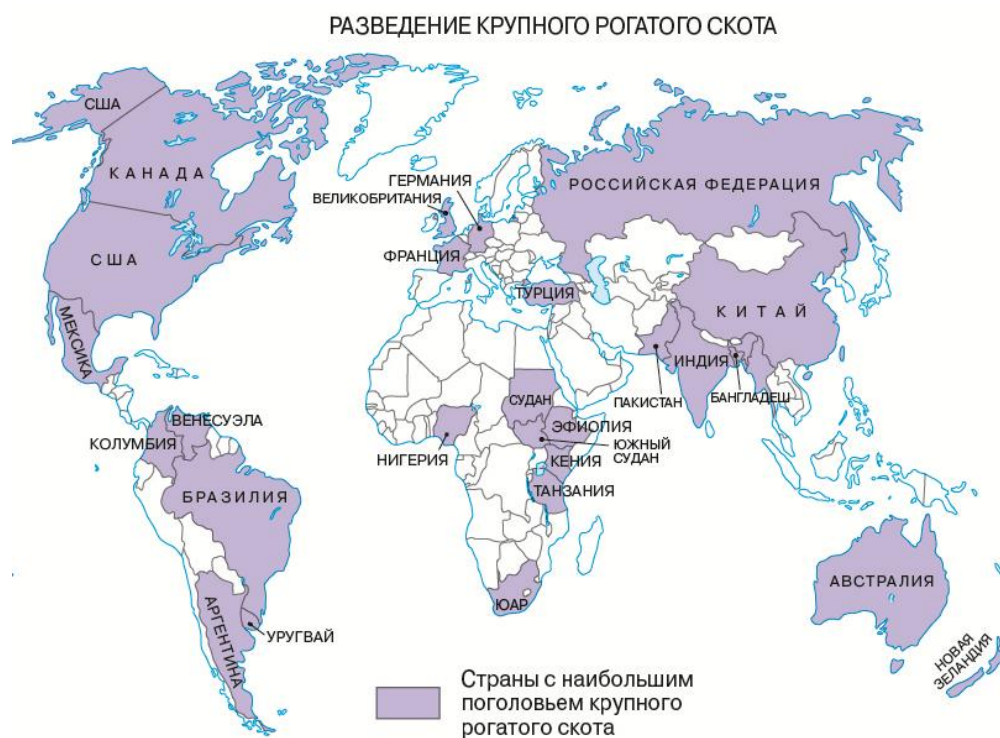 РАЗВЕДЕНИЕ КРУПНОГО РОГАТОГО СКОТА
США
КАНАДА
США
МЕКСИКА
ВЕНЕСУЭЛА
КОЛУМБИЯ
БРАЗИЛИЯ
АРГЕНТИНА
УРУГВАЙ
ГЕРМАНИЯ
ВЕЛИКОБРИТАНИЯ
ФРАНЦИЯ
РОССИЙСКАЯ ФЕДЕРАЦИЯ
ТУРЦИЯ
КИТАЙ
ИНДИЯ
ПАКИСТАН
БАНГЛАДЕШ
СУДАН
ЭФИОПИЯ
ЮЖНЫЙ
СУДАН
НИГЕРИЯ
КЕНИЯ
ТАНЗАНИЯ
ЮАР
АВСТРАЛИЯ
НОВАЯ
ЗЕЛАНДИЯ
Страны с наибольшим
поголовьем крупного
рогатого скота